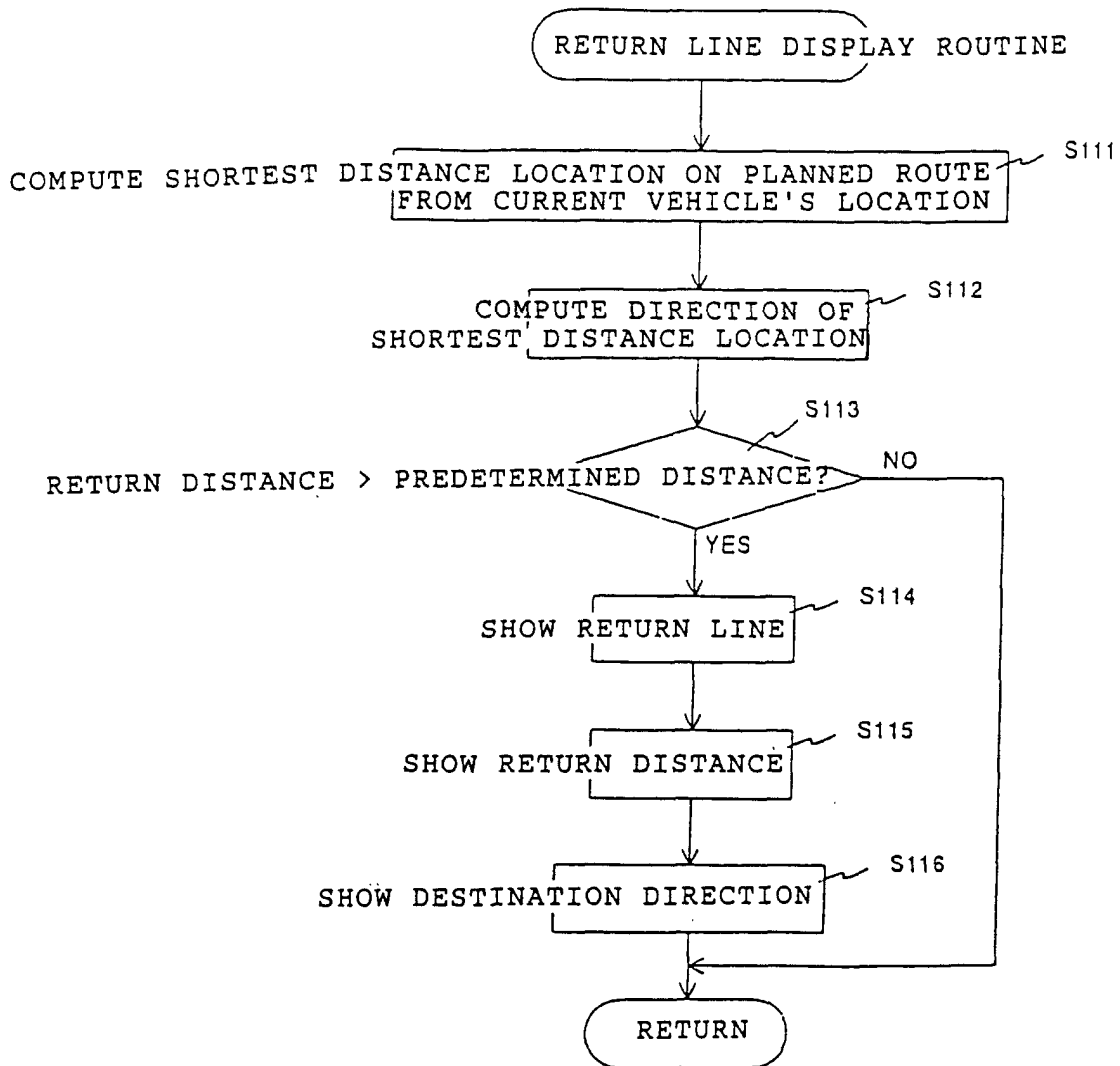 RETURN LINE DISPLAY ROUTINE
S111
COMPUTE SHORTEST DISTANCE LOCATION ON PLANNED ROUTE
FROM CURRENT VEHICLE'S LOCATION
S112
COMPUTE DIRECTION OF
SHORTEST DISTANCE LOCATION
S113
RETURN DISTANCE > PREDETERMINED DISTANCE?
NO
YES
S114
SHOW RETURN LINE
S115
SHOW RETURN DISTANCE
S116
SHOW DESTINATION DIRECTION
RETURN